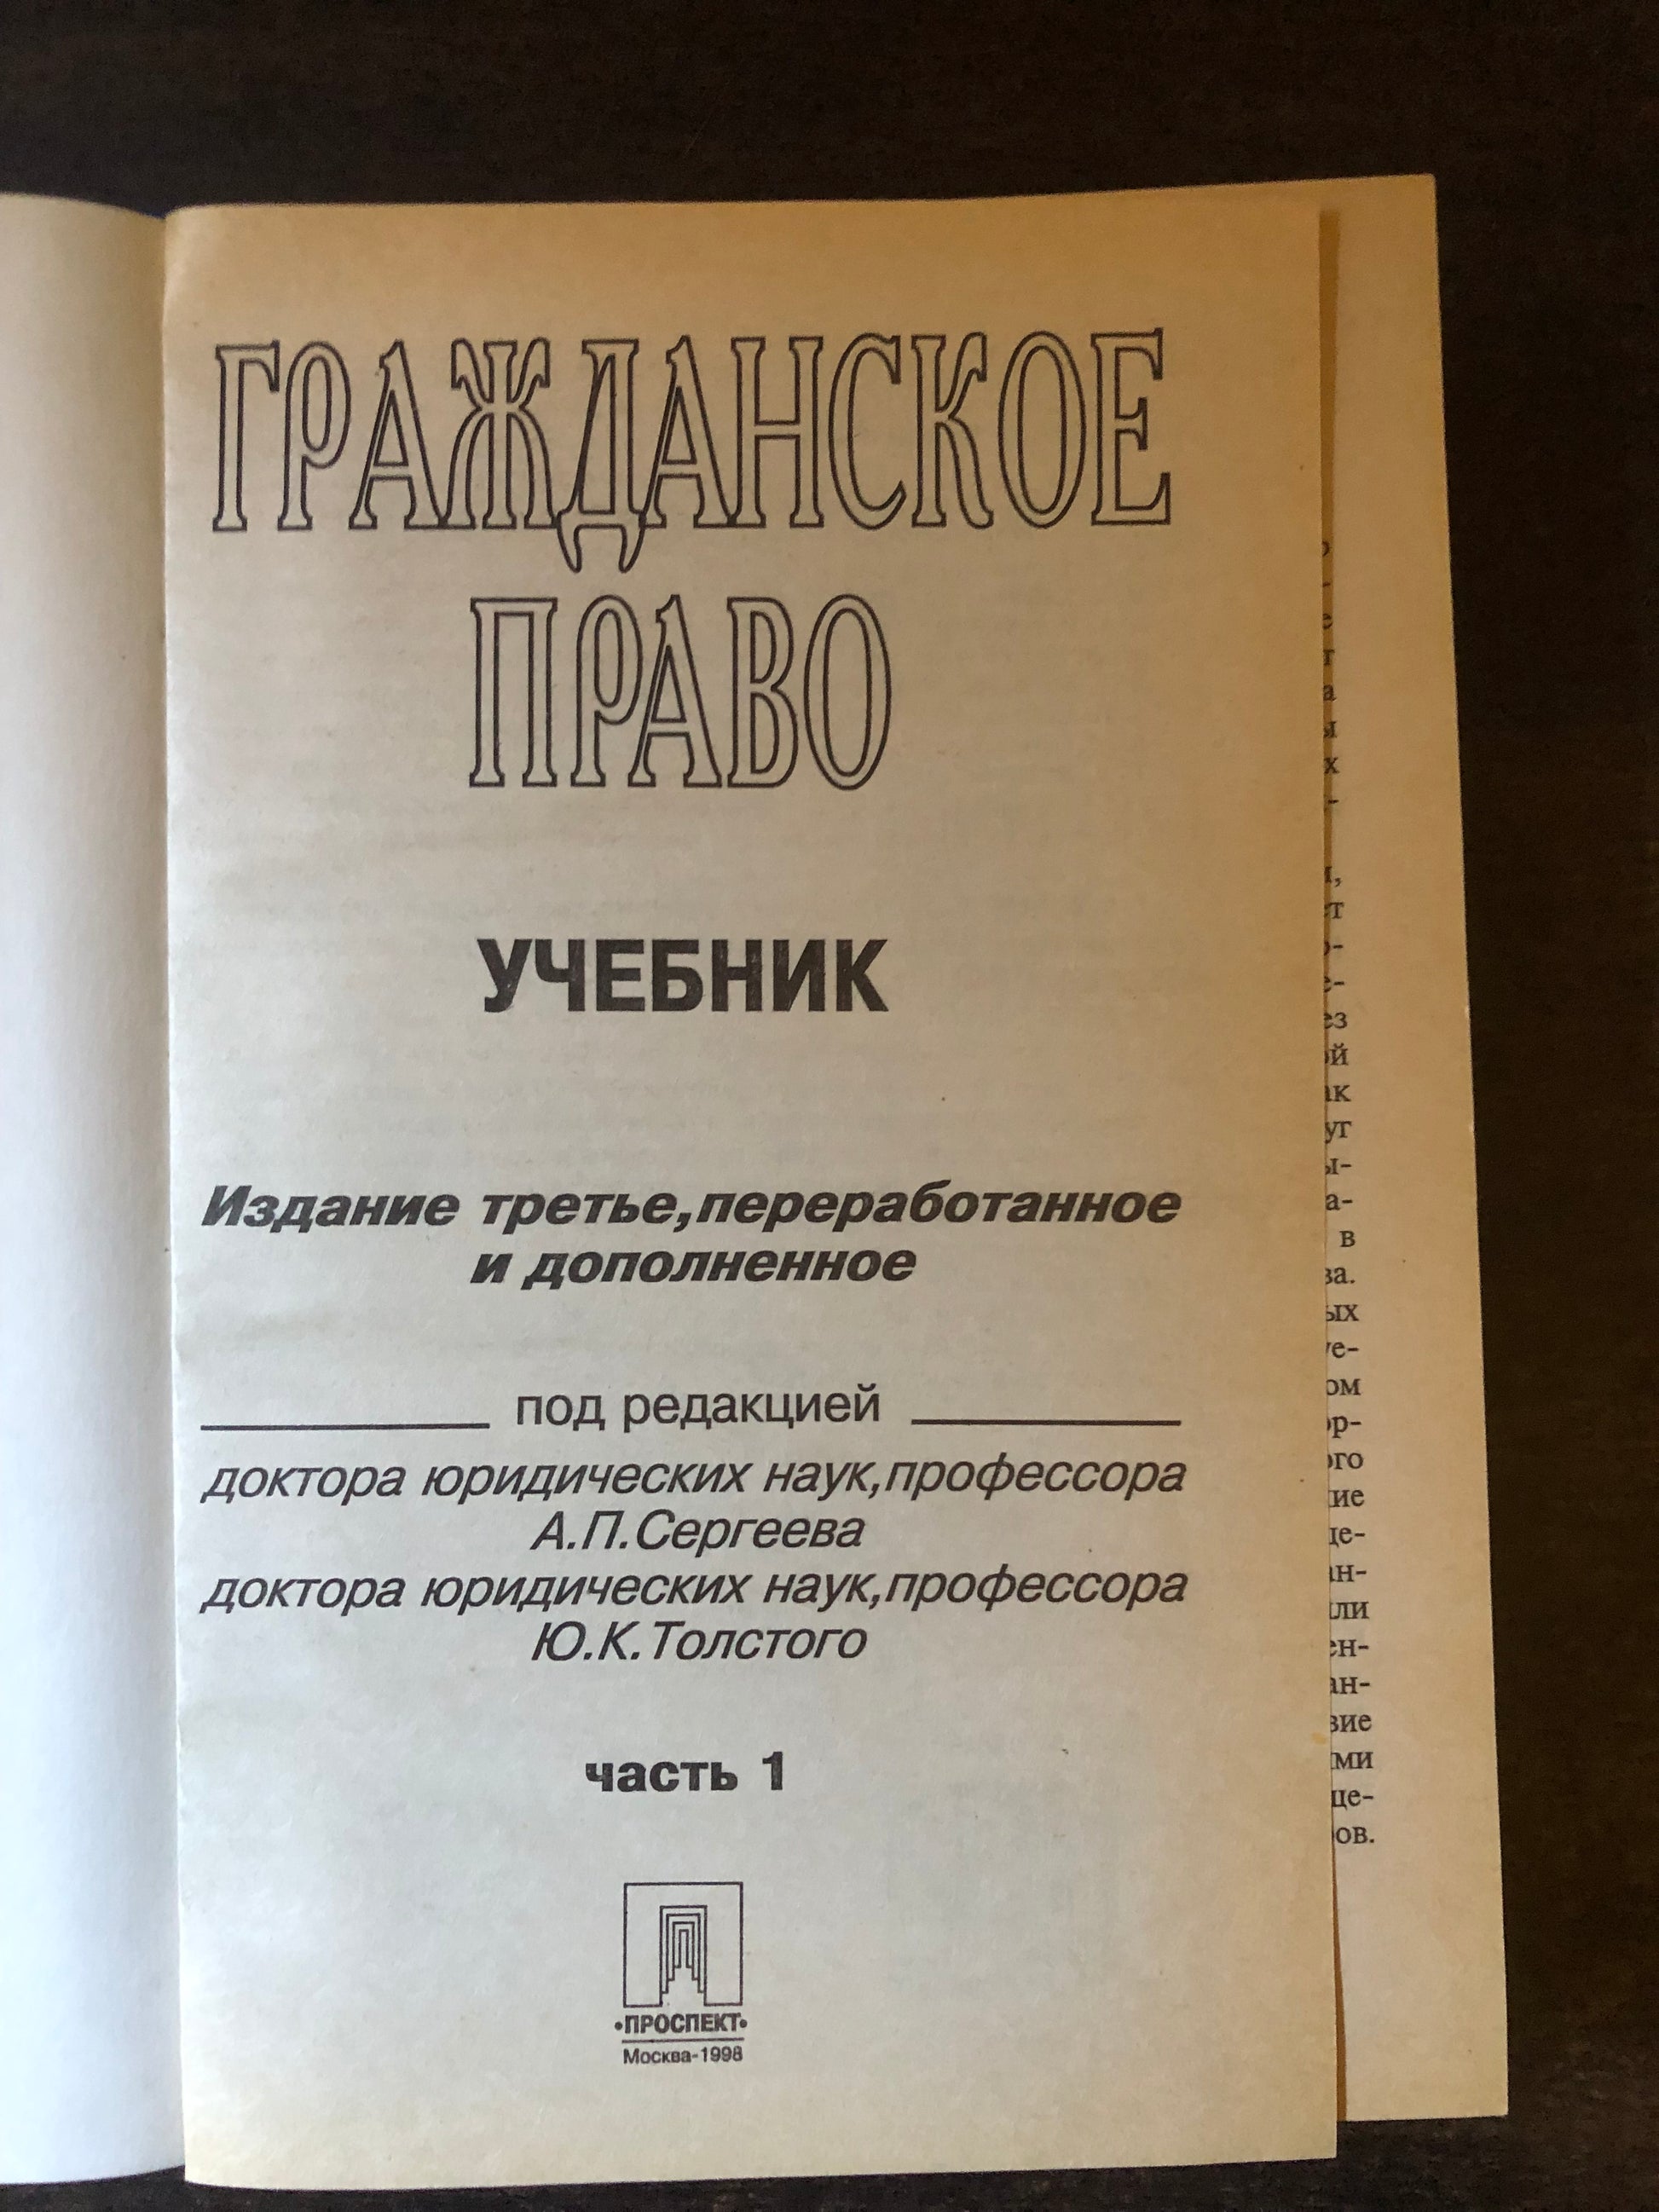 ГРАЖДАНСКОЕ
ПРАВО
УЧЕБНИК
Издание третье,переработанное
и дополненное
под редакцией
доктора юридических наук,профессора
А.П.Сергеева
доктора юридических наук,профессора
Ю.К.Толстого
часть 1
•ПРОСПЕКТ•
Москва-1998